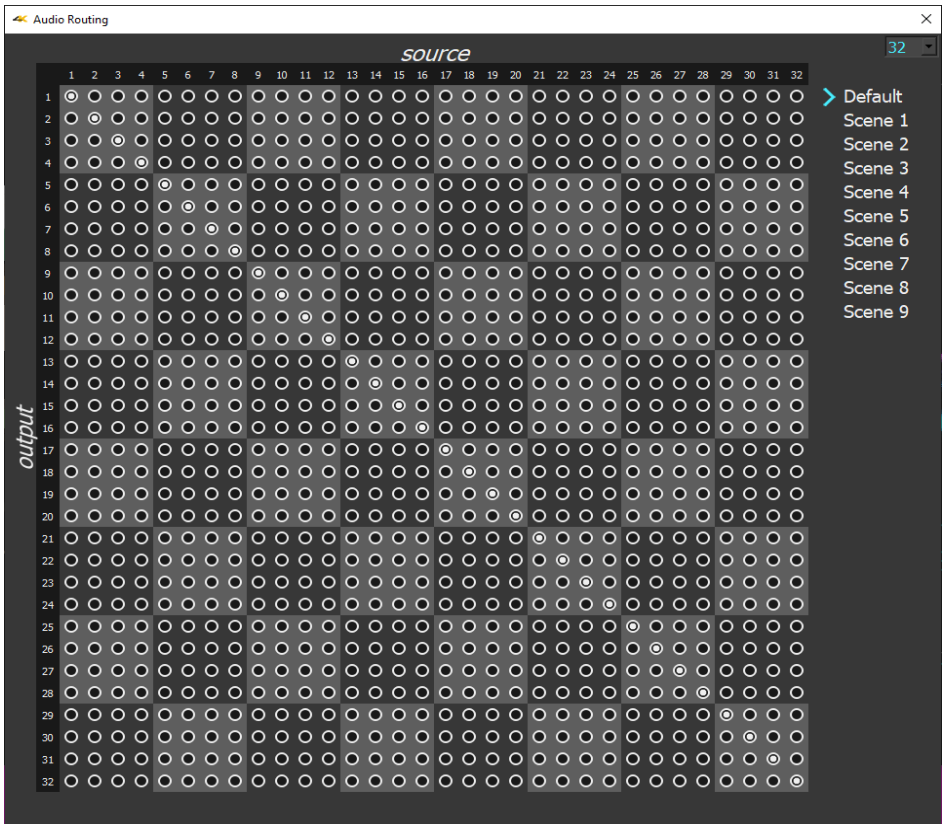 Audio Routing
source
32
1 2 3 4 5 6 7 8 9 10 11 12 13 14 15 16 17 18 19 20 21 22 23 24 25 26 27 28 29 30 31 32
output
1
2
3
4
5
6
7
8
9
10
11
12
13
14
15
16
17
18
19
20
21
22
23
24
25
26
27
28
29
30
31
32
Default
Scene 1
Scene 2
Scene 3
Scene 4
Scene 5
Scene 6
Scene 7
Scene 8
Scene 9